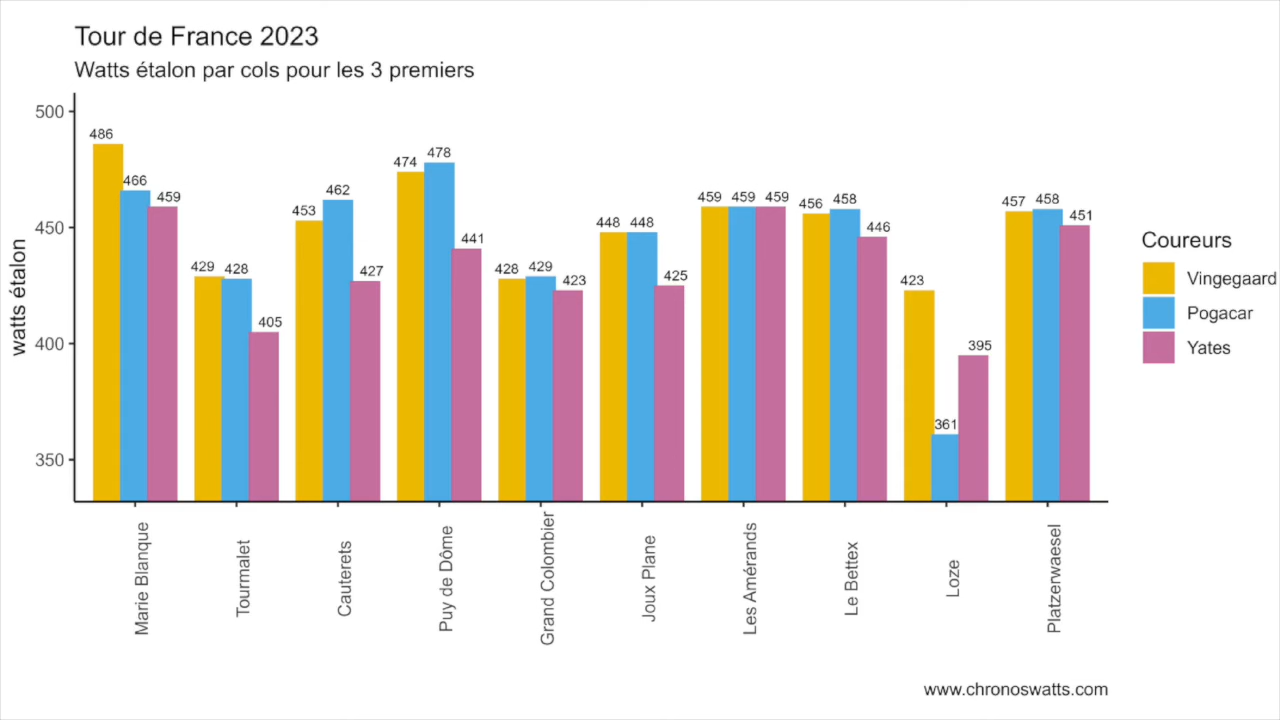 Tour de France 2023
Watts étalon par cols pour les 3 premiers
watts étalon
500
450
400
350
486 466 459
429 428 405
453 462 427
474 478 441
428 429 423
448 448 425
459 459 459
456 458 446
423 361 395
457 458 451
Marie Blanque
Tourmalet
Cauterets
Puy de Dôme
Grand Colombier
Joux Plane
Les Amérands
Le Bettex
Loze
Platzerwaesel
Coureurs
Vingegaard
Pogacar
Yates
www.chronoswatts.com